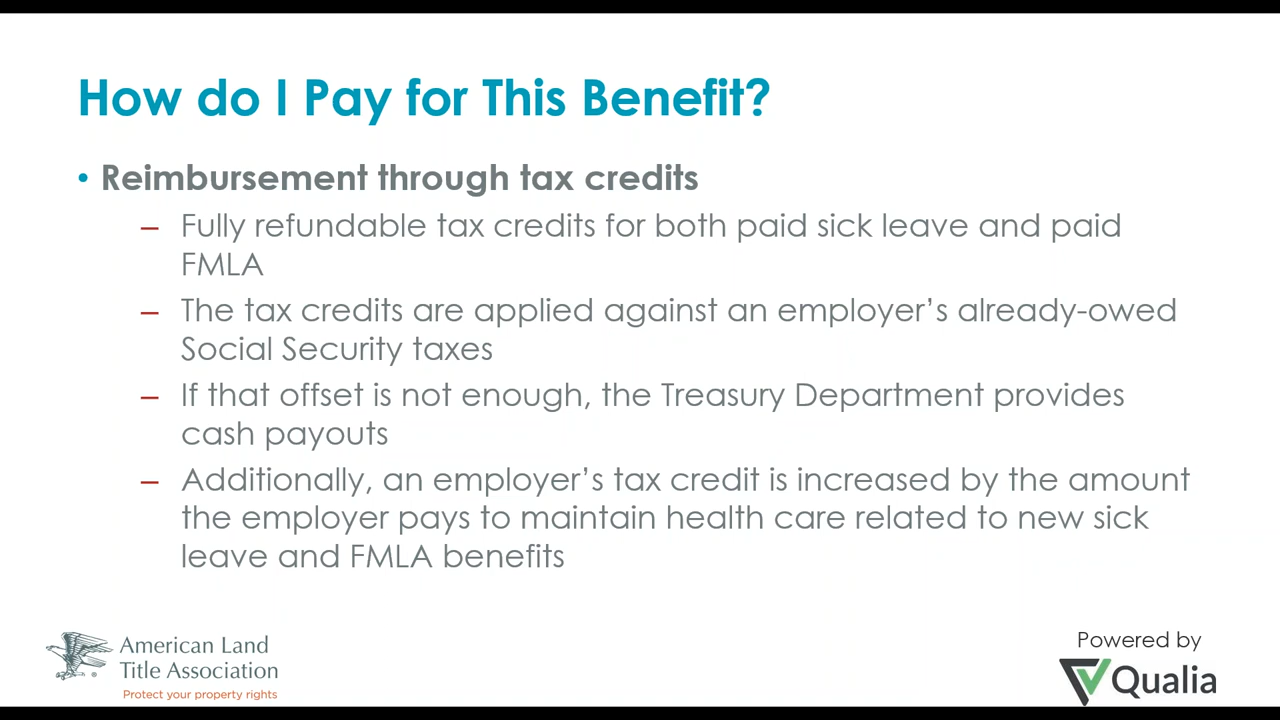 How do I Pay for This Benefit?
• Reimbursement through tax credits
– Fully refundable tax credits for both paid sick leave and paid
FMLA
– The tax credits are applied against an employer’s already-owed
Social Security taxes
– If that offset is not enough, the Treasury Department provides
cash payouts
– Additionally, an employer’s tax credit is increased by the amount
the employer pays to maintain health care related to new sick
leave and FMLA benefits
American Land
Title Association
Protect your property rights
Powered by
Qualia